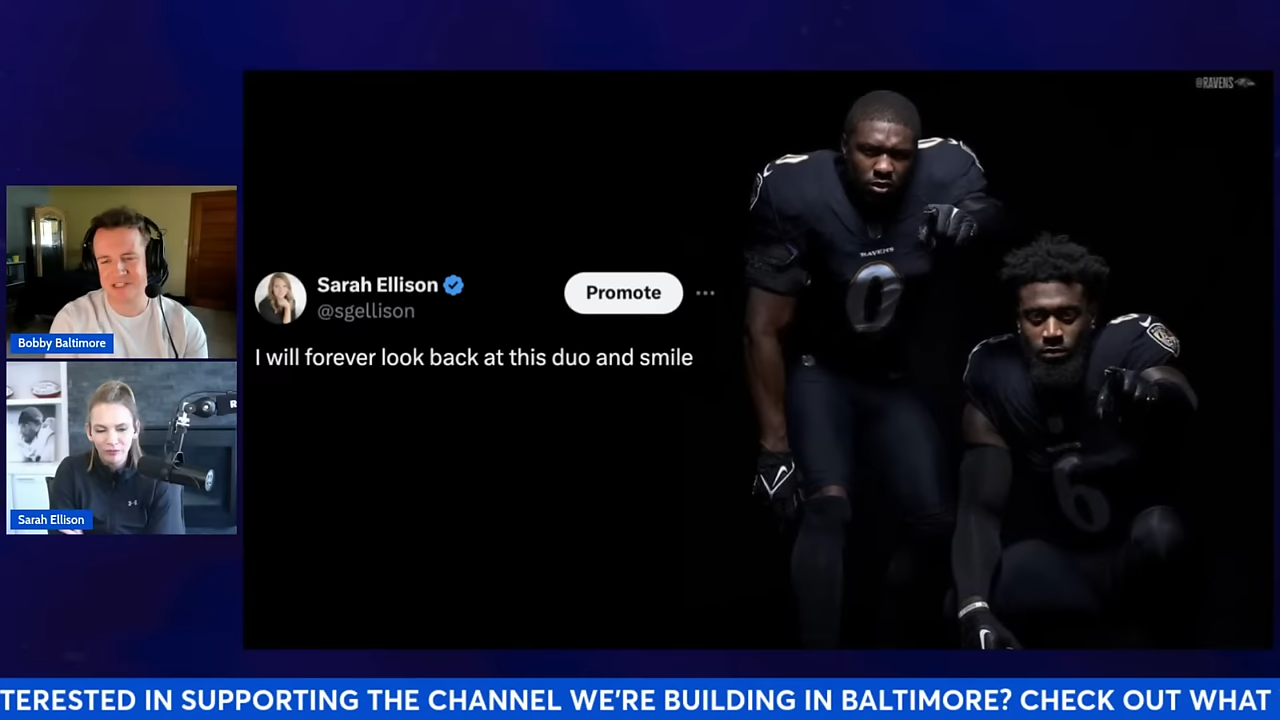 @RAVENS
RAVENS
0
6
Sarah Ellison
@sgellison
Promote
I will forever look back at this duo and smile
Bobby Baltimore
Sarah Ellison
TERESTED IN SUPPORTING THE CHANNEL WE'RE BUILDING IN BALTIMORE? CHECK OUT WHAT